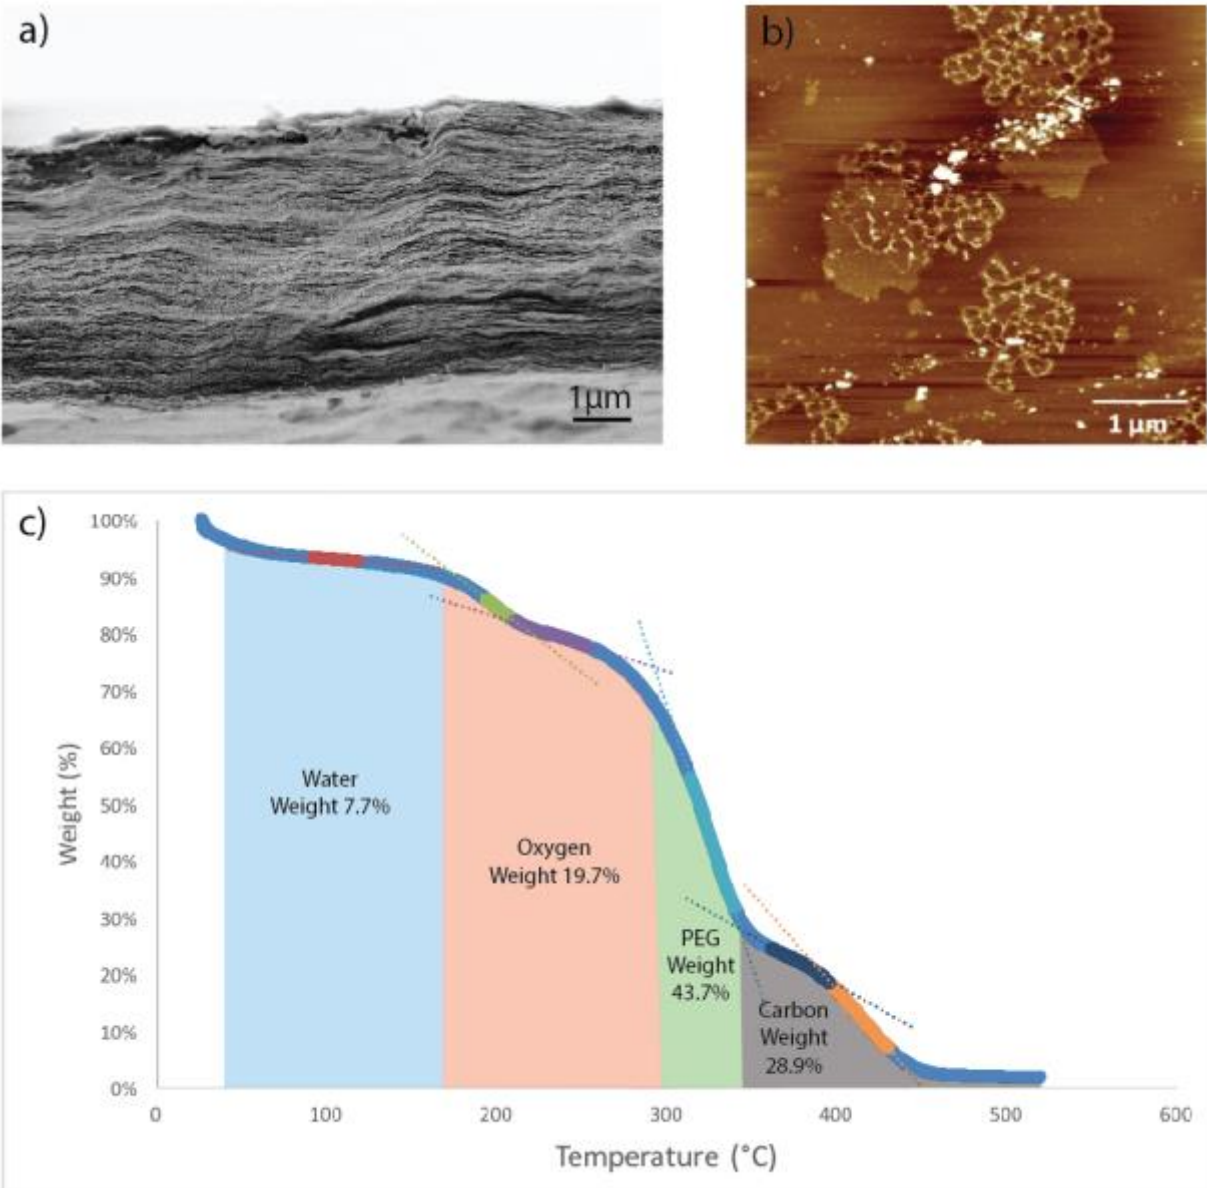 a)
1μm
b)
1 μm
c)
100%
90%
80%
70%
60%
50%
40%
30%
20%
10%
0%
Weight (%)
Water
Weight 7.7%
Oxygen
Weight 19.7%
PEG
Weight
43.7%
Carbon
Weight
28.9%
0
100
200
300
400
500
600
Temperature (°C)